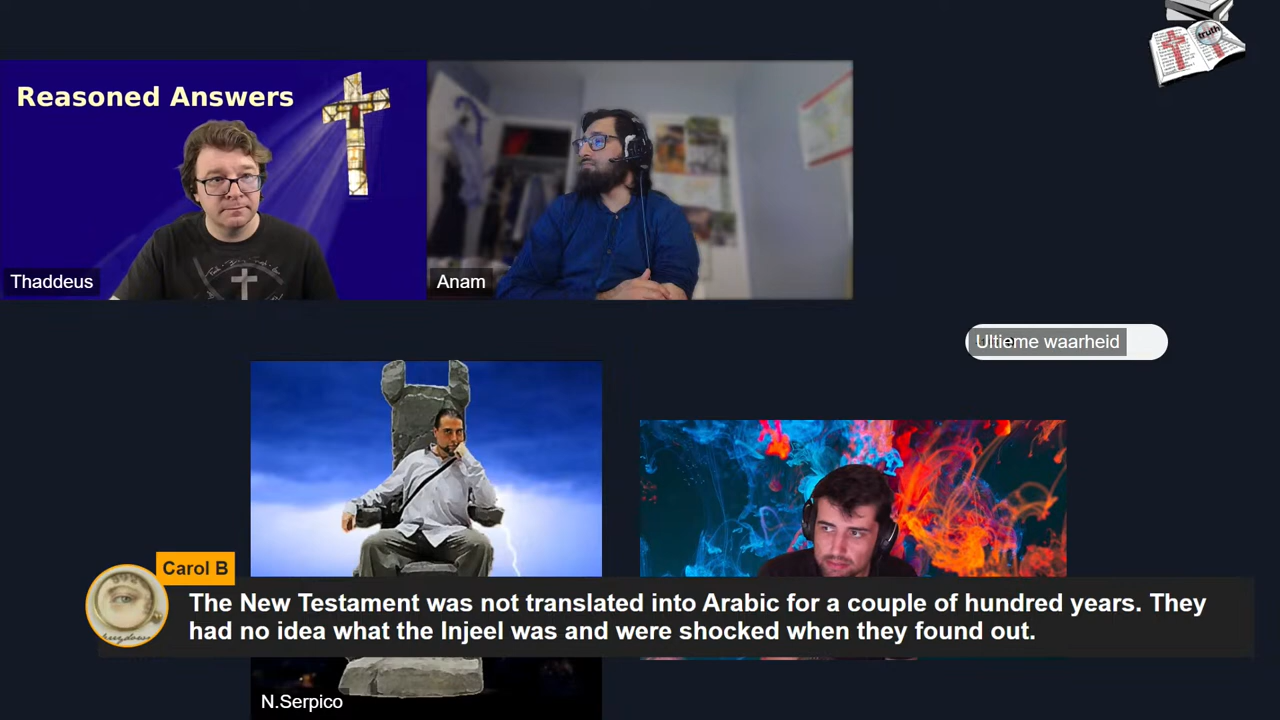 truth
Reasoned Answers
Thaddeus
Anam
Ultieme waarheid
Carol B
The New Testament was not translated into Arabic for a couple of hundred years. They
had no idea what the Injeel was and were shocked when they found out.
N.Serpico